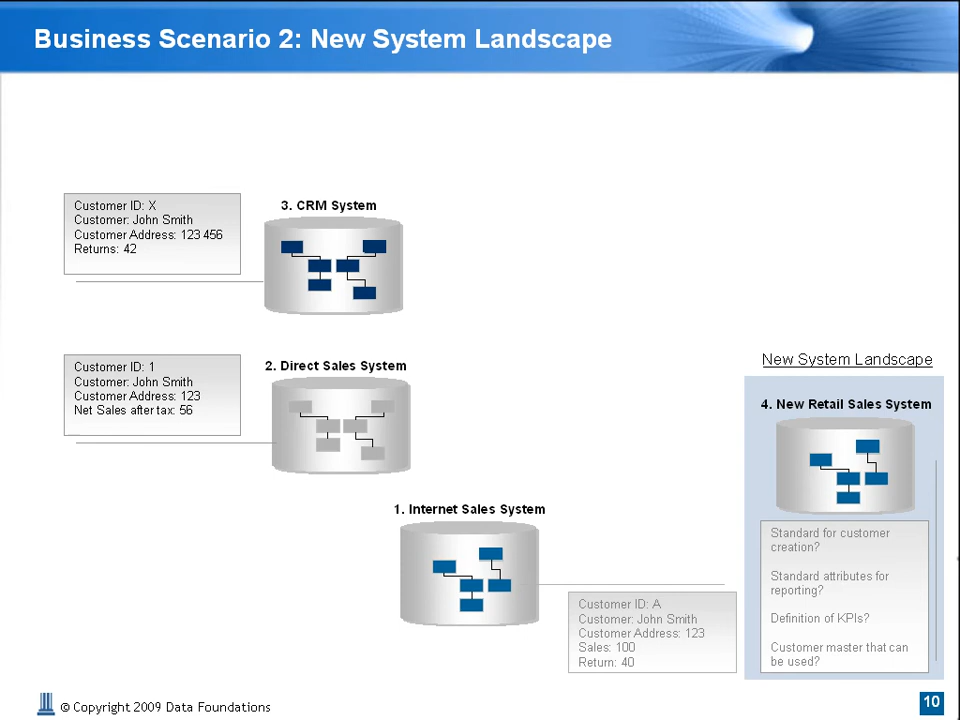 Business Scenario 2: New System Landscape
Customer ID: X
Customer: John Smith
Customer Address: 123 456
Returns: 42
3. CRM System
Customer ID: 1
Customer: John Smith
Customer Address: 123
Net Sales after tax: 56
2. Direct Sales System
New System Landscape
4. New Retail Sales System
1. Internet Sales System
Customer ID: A
Customer: John Smith
Customer Address: 123
Sales: 100
Return: 40
Standard for customer
creation?
Standard attributes for
reporting?
Definition of KPIs?
Customer master that can
be used?
© Copyright 2009 Data Foundations
10